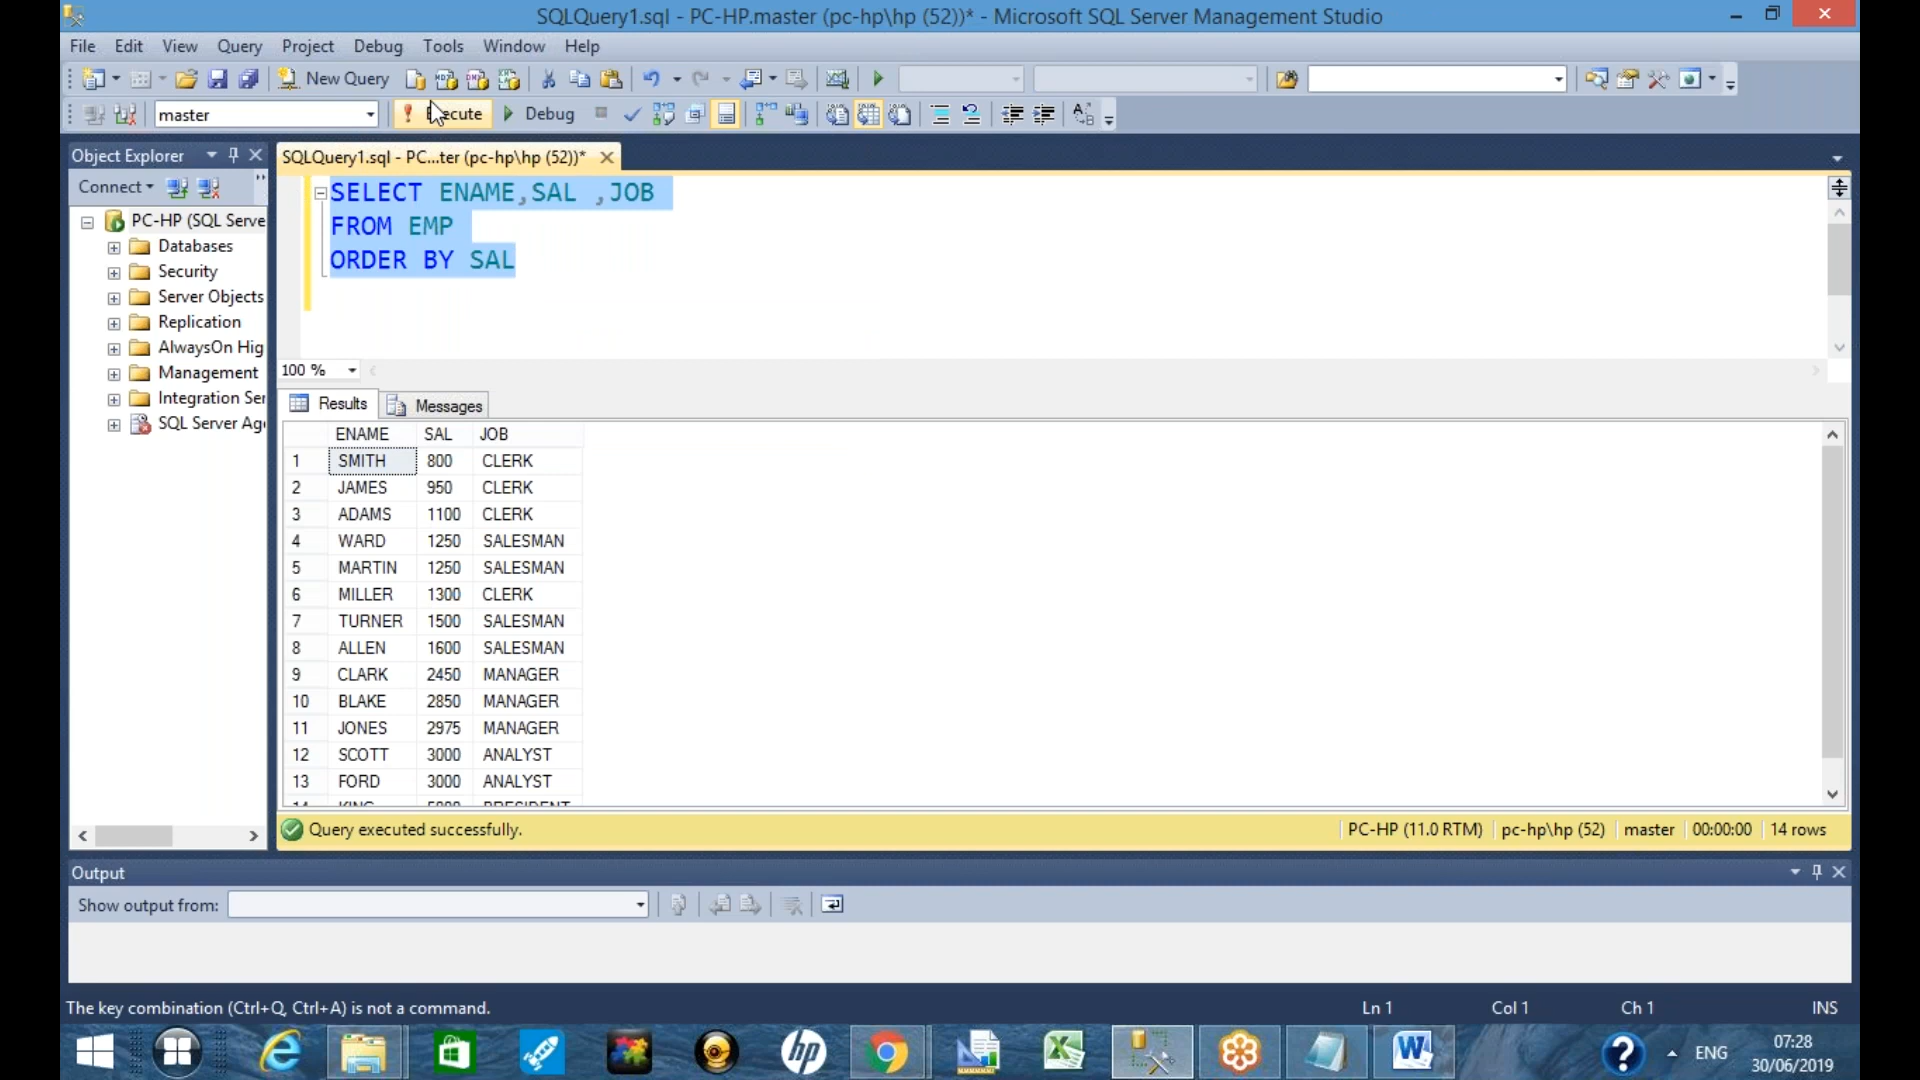 SQLQuery1.sql - PC-HP.master (pc-hp\hp (52))* - Microsoft SQL Server Management Studio
File Edit View Query Project Debug Tools Window Help
New Query
master Debug
Object Explorer
SQLQuery1.sql - PC...ter (pc-hp\hp (52))*
Connect
PC-HP (SQL Serve
Databases
Security
Server Objects
Replication
AlwaysOn Hig
Management
Integration Ser
SQL Server Age
SELECT ENAME,SAL ,JOB
FROM EMP
ORDER BY SAL
100 %
Results Messages
ENAME SAL JOB
1 SMITH 800 CLERK
2 JAMES 950 CLERK
3 ADAMS 1100 CLERK
4 WARD 1250 SALESMAN
5 MARTIN 1250 SALESMAN
6 MILLER 1300 CLERK
7 TURNER 1500 SALESMAN
8 ALLEN 1600 SALESMAN
9 CLARK 2450 MANAGER
10 BLAKE 2850 MANAGER
11 JONES 2975 MANAGER
12 SCOTT 3000 ANALYST
13 FORD 3000 ANALYST
Query executed successfully.
PC-HP (11.0 RTM) pc-hp\hp (52) master 00:00:00 14 rows
Output
Show output from:
The key combination (Ctrl+Q, Ctrl+A) is not a command.
Ln 1 Col 1 Ch 1 INS
ENG
07:28
30/06/2019